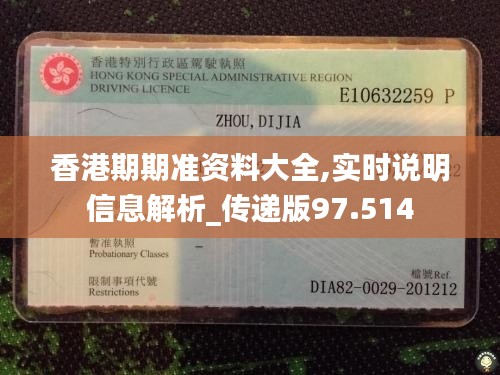 香港特別行政區駕駛執照
HONG KONG SPECIAL ADMINISTRATIVE REGION
DRIVING LICENCE
E10632259 P
ZHOU, DIJIA
香港期期准资料大全,实时说明
信息解析_传递版97.514
暫准執照
Probationary Classes
–
限制事項代號
Restrictions
檔號Ref.
DIA82-0029-201212